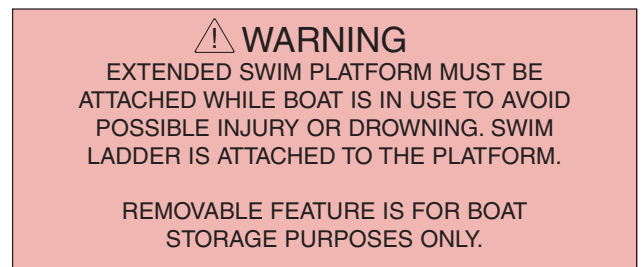 WARNING
EXTENDED SWIM PLATFORM MUST BE
ATTACHED WHILE BOAT IS IN USE TO AVOID
POSSIBLE INJURY OR DROWNING. SWIM
LADDER IS ATTACHED TO THE PLATFORM.
REMOVABLE FEATURE IS FOR BOAT
STORAGE PURPOSES ONLY.